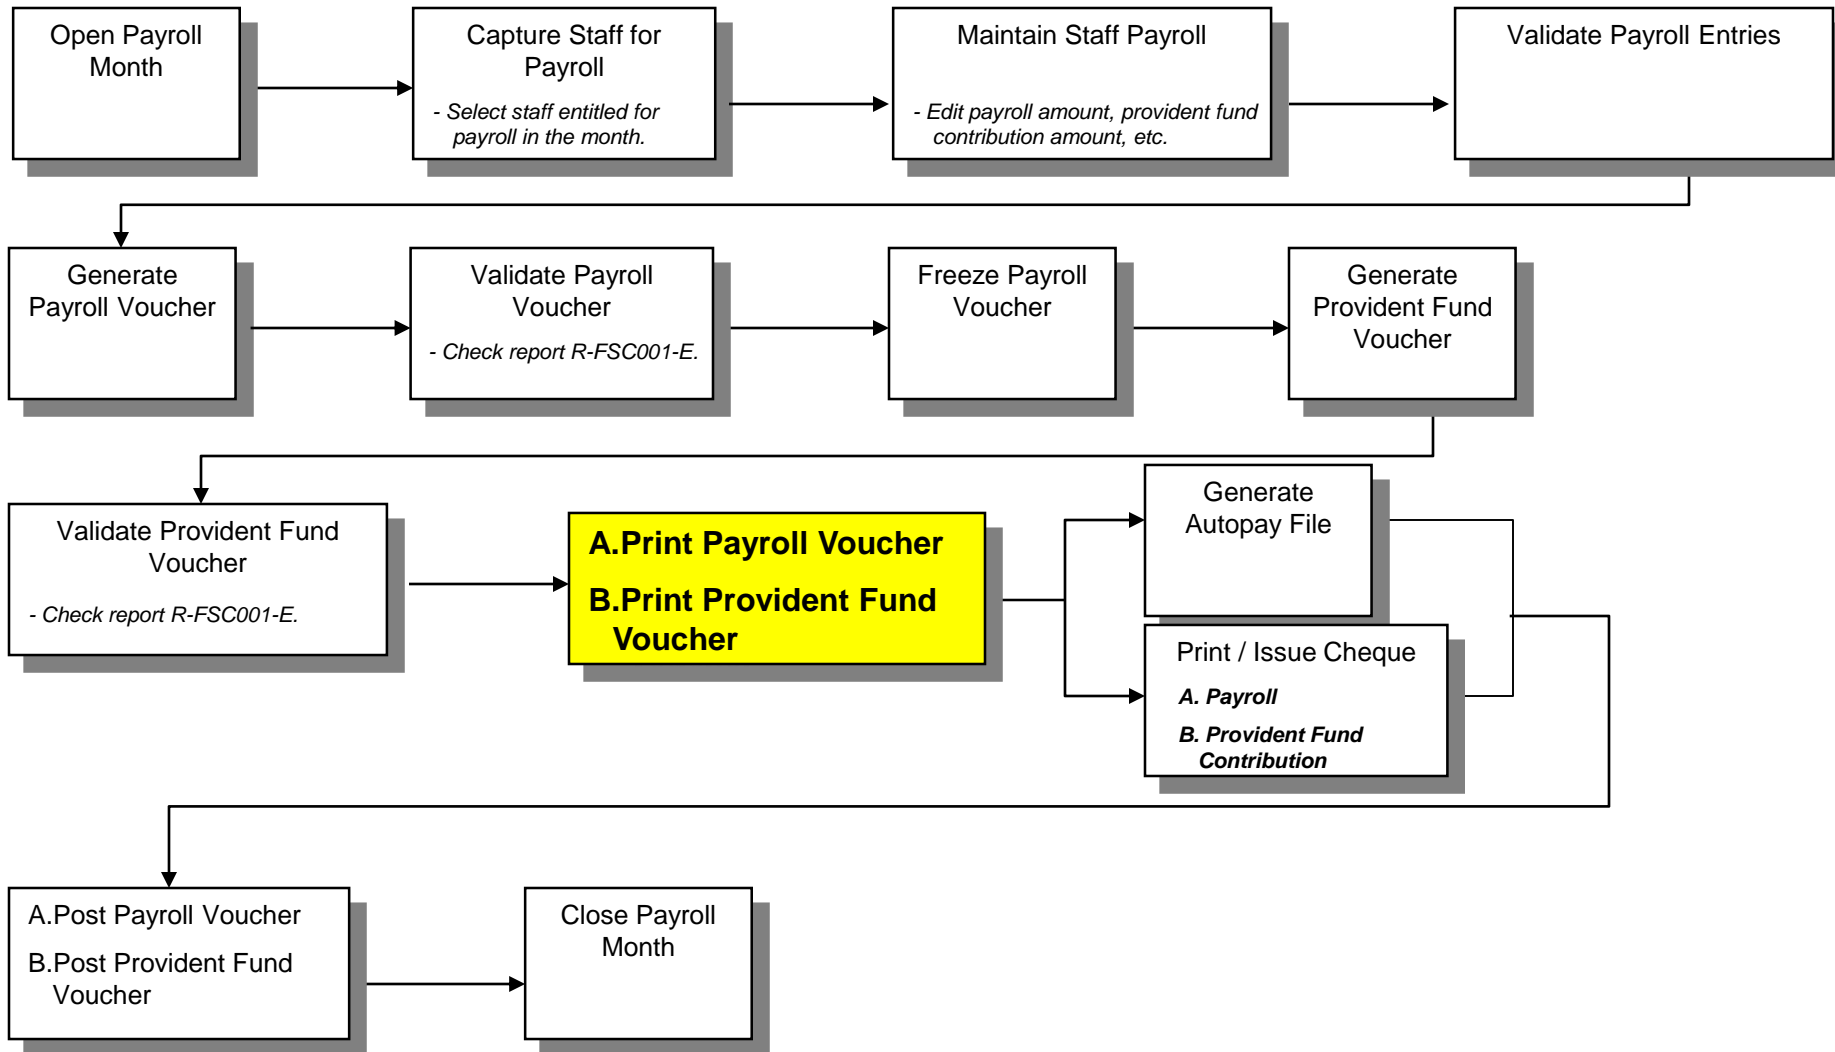 Open Payroll
Month
Capture Staff for
Payroll
- Select staff entitled for
payroll in the month.
Maintain Staff Payroll
- Edit payroll amount, provident fund
contribution amount, etc.
Validate Payroll Entries
Generate
Payroll Voucher
Validate Payroll
Voucher
- Check report R-FSC001-E.
Freeze Payroll
Voucher
Generate
Provident Fund
Voucher
Validate Provident Fund
Voucher
- Check report R-FSC001-E.
A.Print Payroll Voucher
B.Print Provident Fund
Voucher
Generate
Autopay File
Print / Issue Cheque
A. Payroll
B. Provident Fund
Contribution
A.Post Payroll Voucher
B.Post Provident Fund
Voucher
Close Payroll
Month